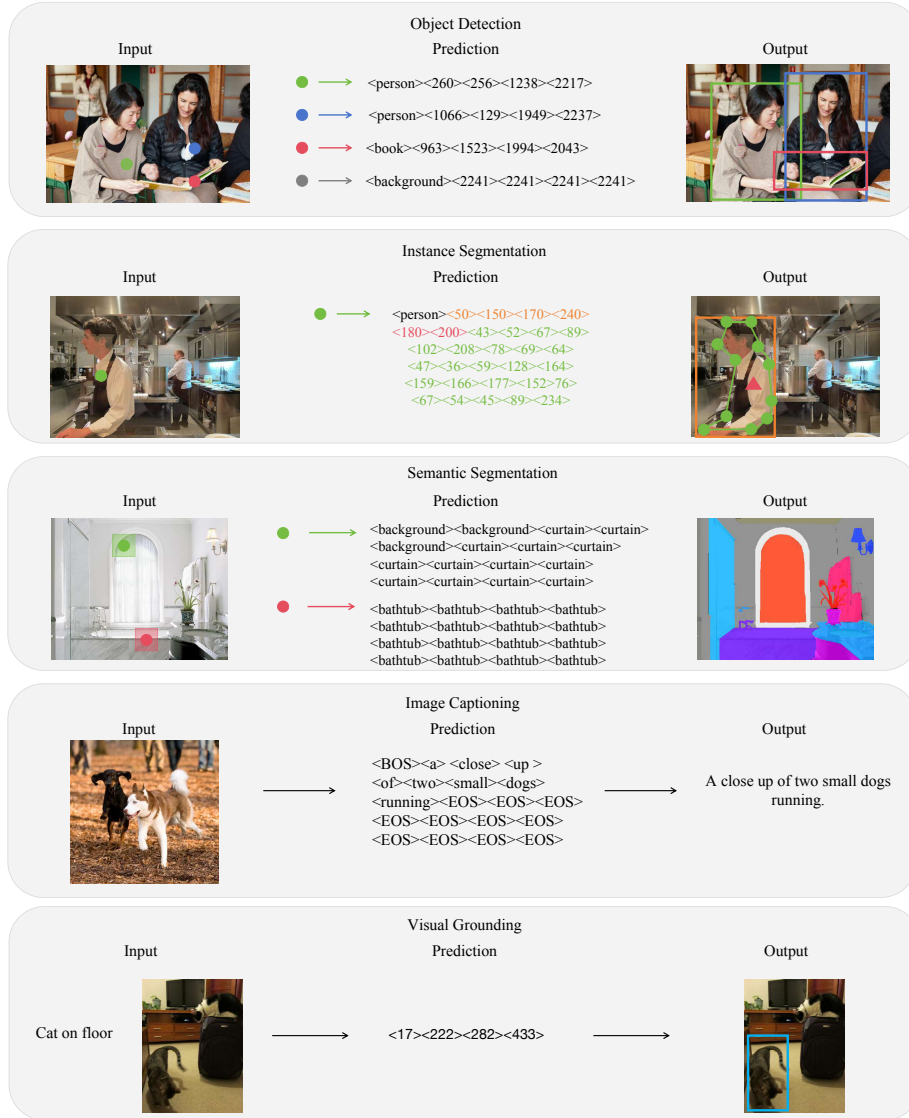 Object Detection
Input
Prediction
Output
<person><260><256><1238><2217>
<person><1066><129><1949><2237>
<book><963><1523><1994><2043>
<background><2241><2241><2241><2241>
Instance Segmentation
Input
Prediction
Output
<person><50><150><170><240>
<180><200><43><52><67><89>
<102><208><78><69><64>
<47><36><59><128><164>
<159><166><177><152>76>
<67><54><45><89><234>
Semantic Segmentation
Input
Prediction
Output
<background><background><curtain><curtain>
<background><curtain><curtain><curtain>
<curtain><curtain><curtain><curtain>
<curtain><curtain><curtain><curtain>
<bathtub><bathtub><bathtub><bathtub>
<bathtub><bathtub><bathtub><bathtub>
<bathtub><bathtub><bathtub><bathtub>
<bathtub><bathtub><bathtub><bathtub>
Image Captioning
Input
Prediction
Output
<BOS><a> <close> <up >
<of><two><small><dogs>
<running><EOS><EOS><EOS>
<EOS><EOS><EOS><EOS>
<EOS><EOS><EOS><EOS>
A close up of two small dogs
running.
Visual Grounding
Input
Prediction
Output
Cat on floor
<17><222><282><433>